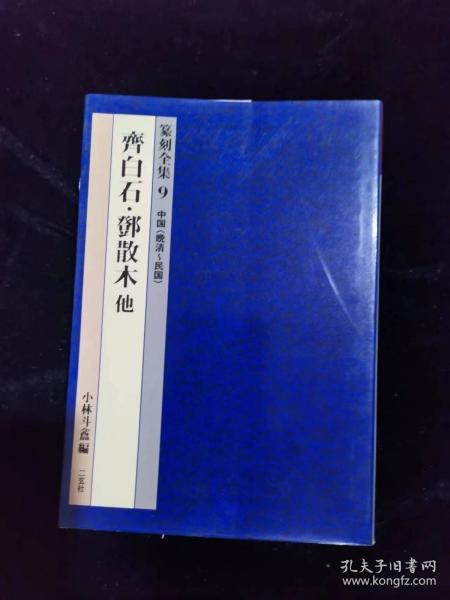 篆刻全集 9
中国〈晩清~民国〉
齊白石·鄧散木 他
小林斗盦 編
二玄社
孔夫子旧书网
www.kongfz.com